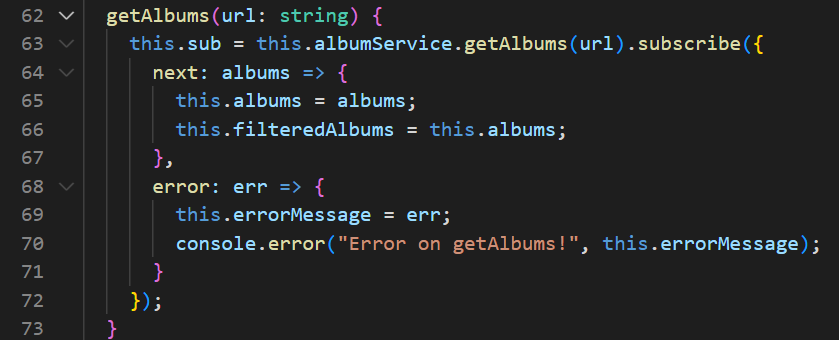 62 getAlbums(url: string) {
63 this.sub = this.albumService.getAlbums(url).subscribe({
64 next: albums => {
65 this.albums = albums;
66 this.filteredAlbums = this.albums;
67 },
68 error: err => {
69 this.errorMessage = err;
70 console.error("Error on getAlbums!", this.errorMessage);
71 }
72 });
73 }